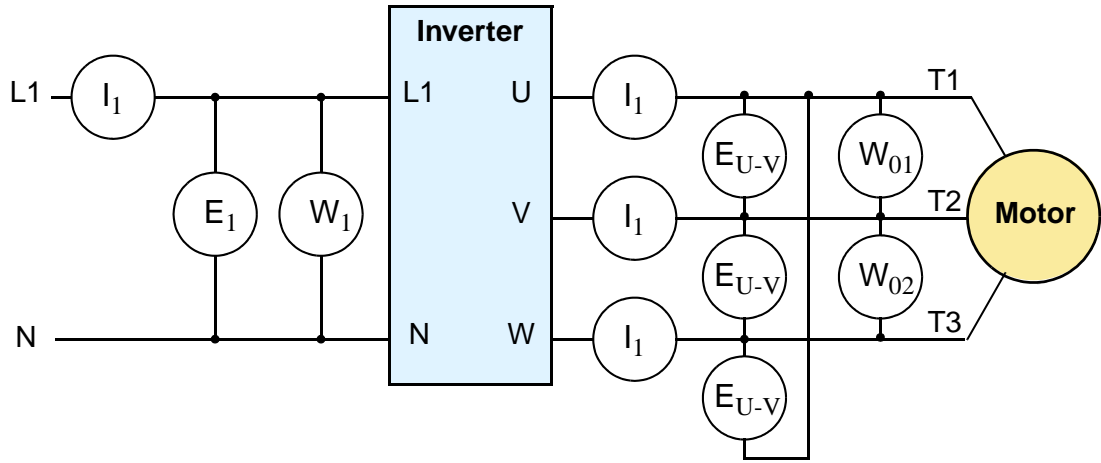 Inverter
L1 I1 L1 U I1 T1
EU-V W01
E1 W1 V I1 T2 Motor
EU-V W02
N N W I1 T3
EU-V